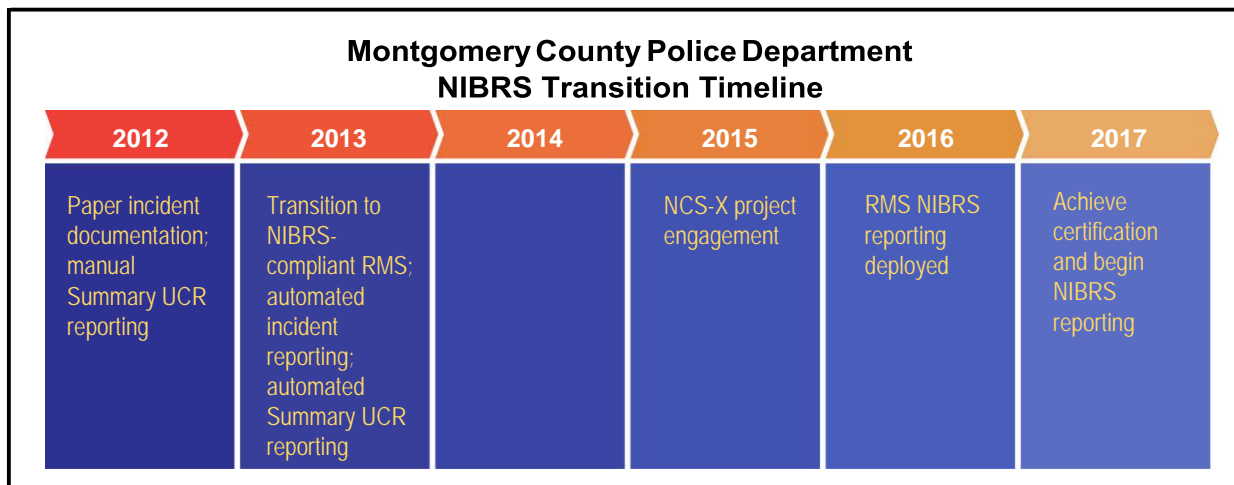 Montgomery County Police Department
NIBRS Transition Timeline
2012
2013
2014
2015
2016
2017
Paper incident
documentation;
manual
Summary UCR
reporting
Transition to
NIBRS-
compliant RMS;
automated
incident
reporting;
automated
Summary UCR
reporting
NCS-X project
engagement
RMS NIBRS
reporting
deployed
Achieve
certification
and begin
NIBRS
reporting